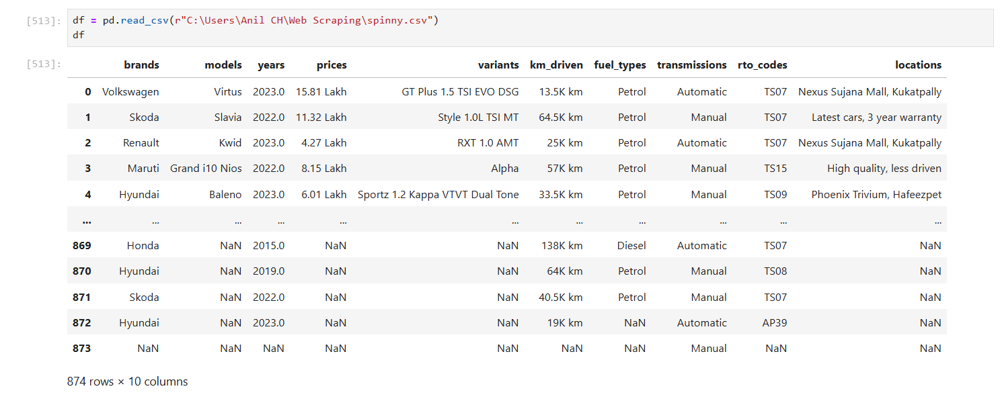 [513]: df = pd.read_csv(r"C:\Users\Anil CH\Web Scraping\spinny.csv")
df
[513]: brands models years prices variants km_driven fuel_types transmissions rto_codes locations
0 Volkswagen Virtus 2023.0 15.81 Lakh GT Plus 1.5 TSI EVO DSG 13.5K km Petrol Automatic TS07 Nexus Sujana Mall, Kukatpally
1 Skoda Slavia 2022.0 11.32 Lakh Style 1.0L TSI MT 64.5K km Petrol Manual TS07 Latest cars, 3 year warranty
2 Renault Kwid 2023.0 4.27 Lakh RXT 1.0 AMT 25K km Petrol Automatic TS07 Nexus Sujana Mall, Kukatpally
3 Maruti Grand i10 Nios 2022.0 8.15 Lakh Alpha 57K km Petrol Manual TS15 High quality, less driven
4 Hyundai Baleno 2023.0 6.01 Lakh Sportz 1.2 Kappa VTVT Dual Tone 33.5K km Petrol Manual TS09 Phoenix Trivium, Hafeezpet
... ... ... ... ... ... ... ... ... ... ...
869 Honda NaN 2015.0 NaN NaN 138K km Diesel Automatic TS07 NaN
870 Hyundai NaN 2019.0 NaN NaN 64K km Petrol Manual TS08 NaN
871 Skoda NaN 2022.0 NaN NaN 40.5K km Petrol Manual TS07 NaN
872 Hyundai NaN 2023.0 NaN NaN 19K km NaN Automatic AP39 NaN
873 NaN NaN NaN NaN NaN NaN NaN Manual NaN NaN
874 rows × 10 columns